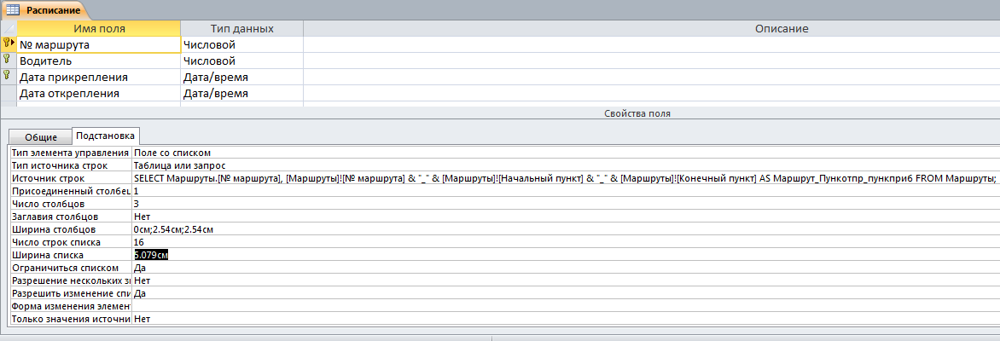 Расписание
Имя поля Тип данных Описание
№ маршрута Числовой
Водитель Числовой
Дата прикрепления Дата/время
Дата открепления Дата/время
Свойства поля
Общие Подстановка
Тип элемента управления Поле со списком
Тип источника строк Таблица или запрос
Источник строк SELECT Маршруты.[№ маршрута], [Маршруты]![№ маршрута] & "_" & [Маршруты]![Начальный пункт] & "_" & [Маршруты]![Конечный пункт] AS Маршрут_Пункотпр_пункприб FROM Маршруты;
Присоединенный столбец 1
Число столбцов 3
Заглавия столбцов Нет
Ширина столбцов 0см;2.54см;2.54см
Число строк списка 16
Ширина списка 5.079см
Ограничиться списком Да
Разрешение нескольких зн Нет
Разрешить изменение спи Да
Форма изменения элемент
Только значения источни Нет